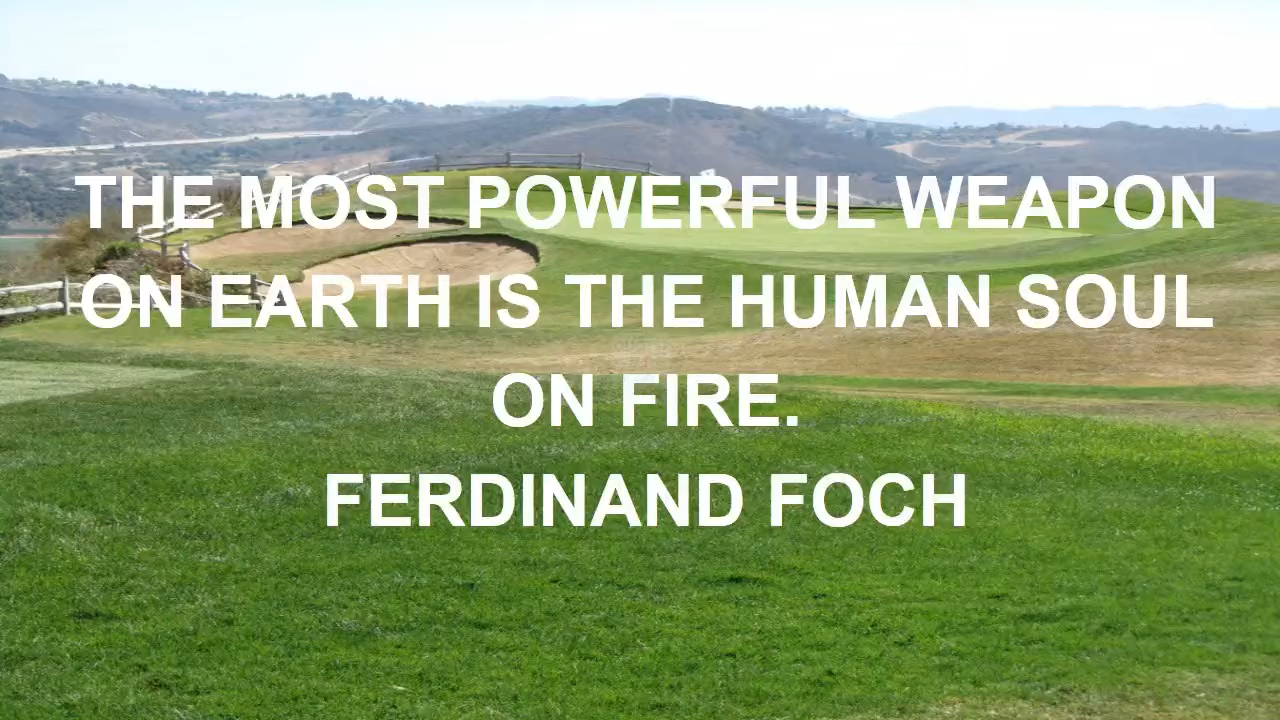 THE MOST POWERFUL WEAPON
ON EARTH IS THE HUMAN SOUL
ON FIRE.
FERDINAND FOCH